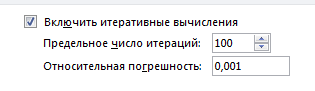 Включить итеративные вычисления
Предельное число итераций: 100
Относительная погрешность: 0,001